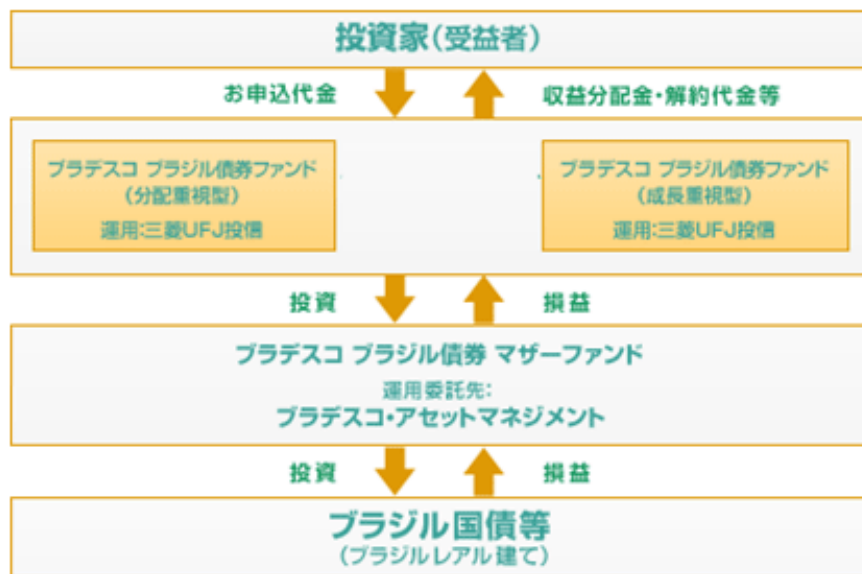 投資家(受益者)
お申込代金
収益分配金・解約代金等
ブラデスコ ブラジル債券ファンド
(分配重視型)
運用:三菱UFJ投信
ブラデスコ ブラジル債券ファンド
(成長重視型)
運用:三菱UFJ投信
投資
損益
ブラデスコ ブラジル債券 マザーファンド
運用委託先:
ブラデスコ・アセットマネジメント
投資
損益
ブラジル国債等
(ブラジルレアル建て)